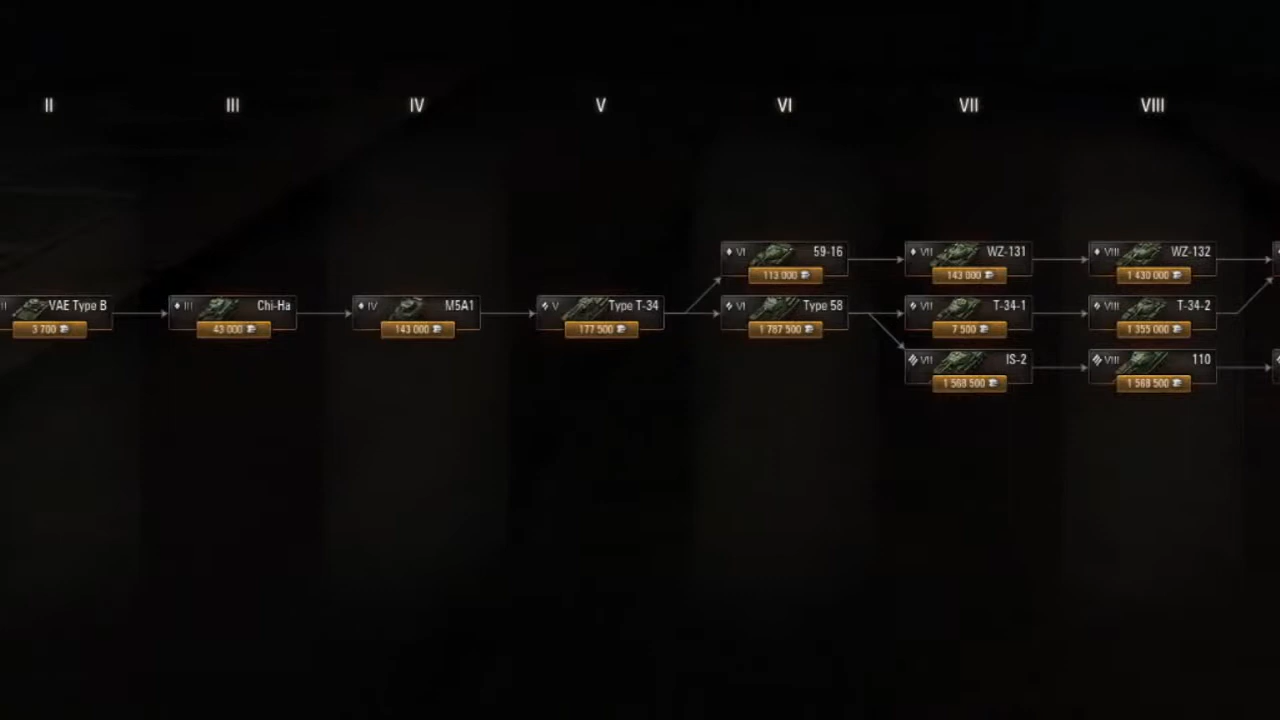 II III IV V VI VII VIII
VI 59-16 VII WZ-131 VIII WZ-132
113 000 143 000 1 430 000
II VAE Type B III Chi-Ha IV M5A1 V Type T-34 VI Type 58 VII T-34-1 VIII T-34-2
3 700 43 000 143 000 177 500 1 787 500 7 500 1 355 000
VII IS-2 VIII 110
1 568 500 1 568 500